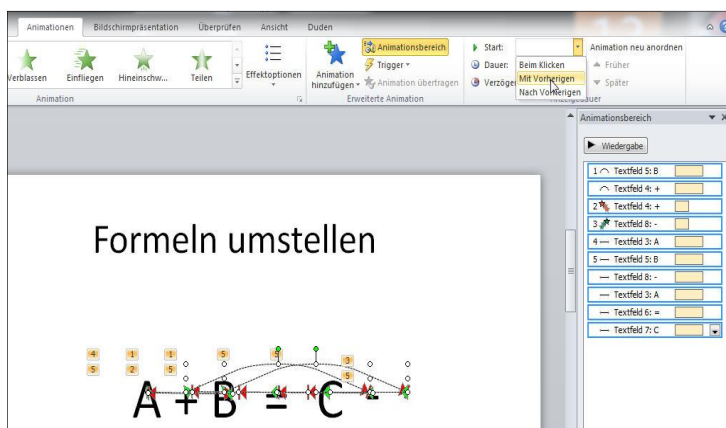 Animationen Bildschirmpräsentation Überprüfen Ansicht Duden
Verblassen Einfliegen Hineinschw... Teilen
Effektoptionen
Animation
hinzufügen
Animationsbereich
Trigger
Animation übertragen
Start:
Dauer:
Verzöger
Beim Klicken
Mit Vorherigen
Nach Vorherigen
Animation neu anordnen
Früher
Später
Animation Erweiterte Animation
Animationsbereich
Wiedergabe
1 Textfeld 5: B
Textfeld 4: +
2 Textfeld 4: +
3 Textfeld 8: -
4 Textfeld 3: A
5 Textfeld 5: B
Textfeld 8: -
Textfeld 3: A
Textfeld 6: =
Textfeld 7: C
Formeln umstellen
4 1 1 5 5 3
5 2 5 5
A + B = C -